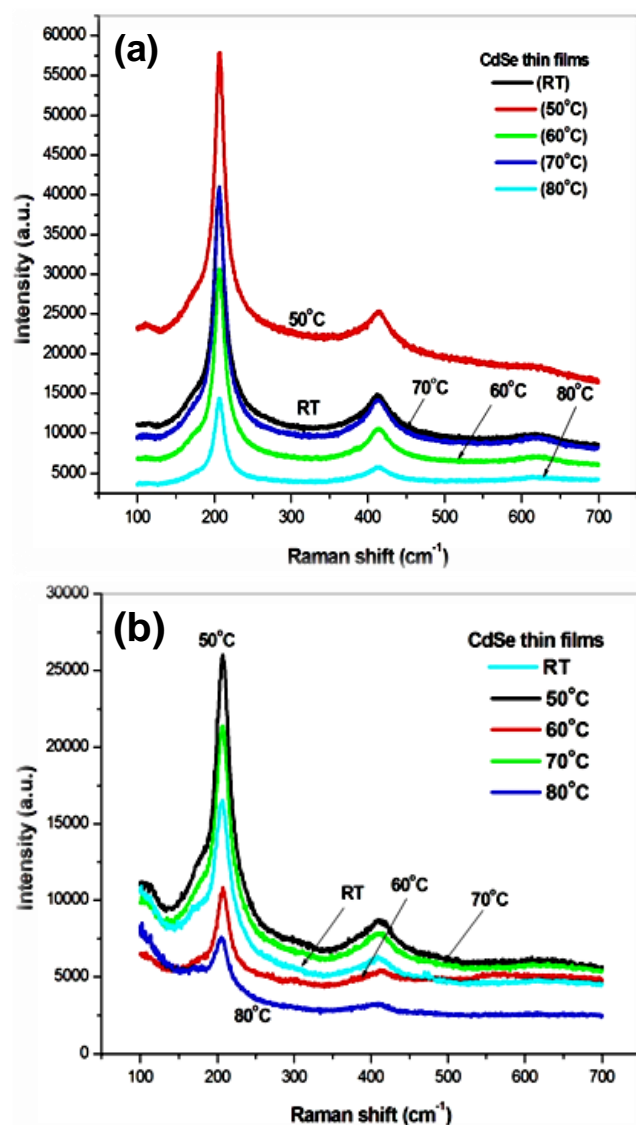 (a)
60000
55000
50000
45000
40000
35000
30000
25000
20000
15000
10000
5000
Intensity (a.u.)
CdSe thin films
(RT)
(50°C)
(60°C)
(70°C)
(80°C)
50°C
RT
70°C
60°C
80°C
100 200 300 400 500 600 700
Raman shift (cm⁻¹)
(b)
30000
25000
20000
15000
10000
5000
0
Intensity (a.u.)
50°C
CdSe thin films
RT
50°C
60°C
70°C
80°C
RT
60°C
70°C
80°C
100 200 300 400 500 600 700
Raman shift (cm⁻¹)